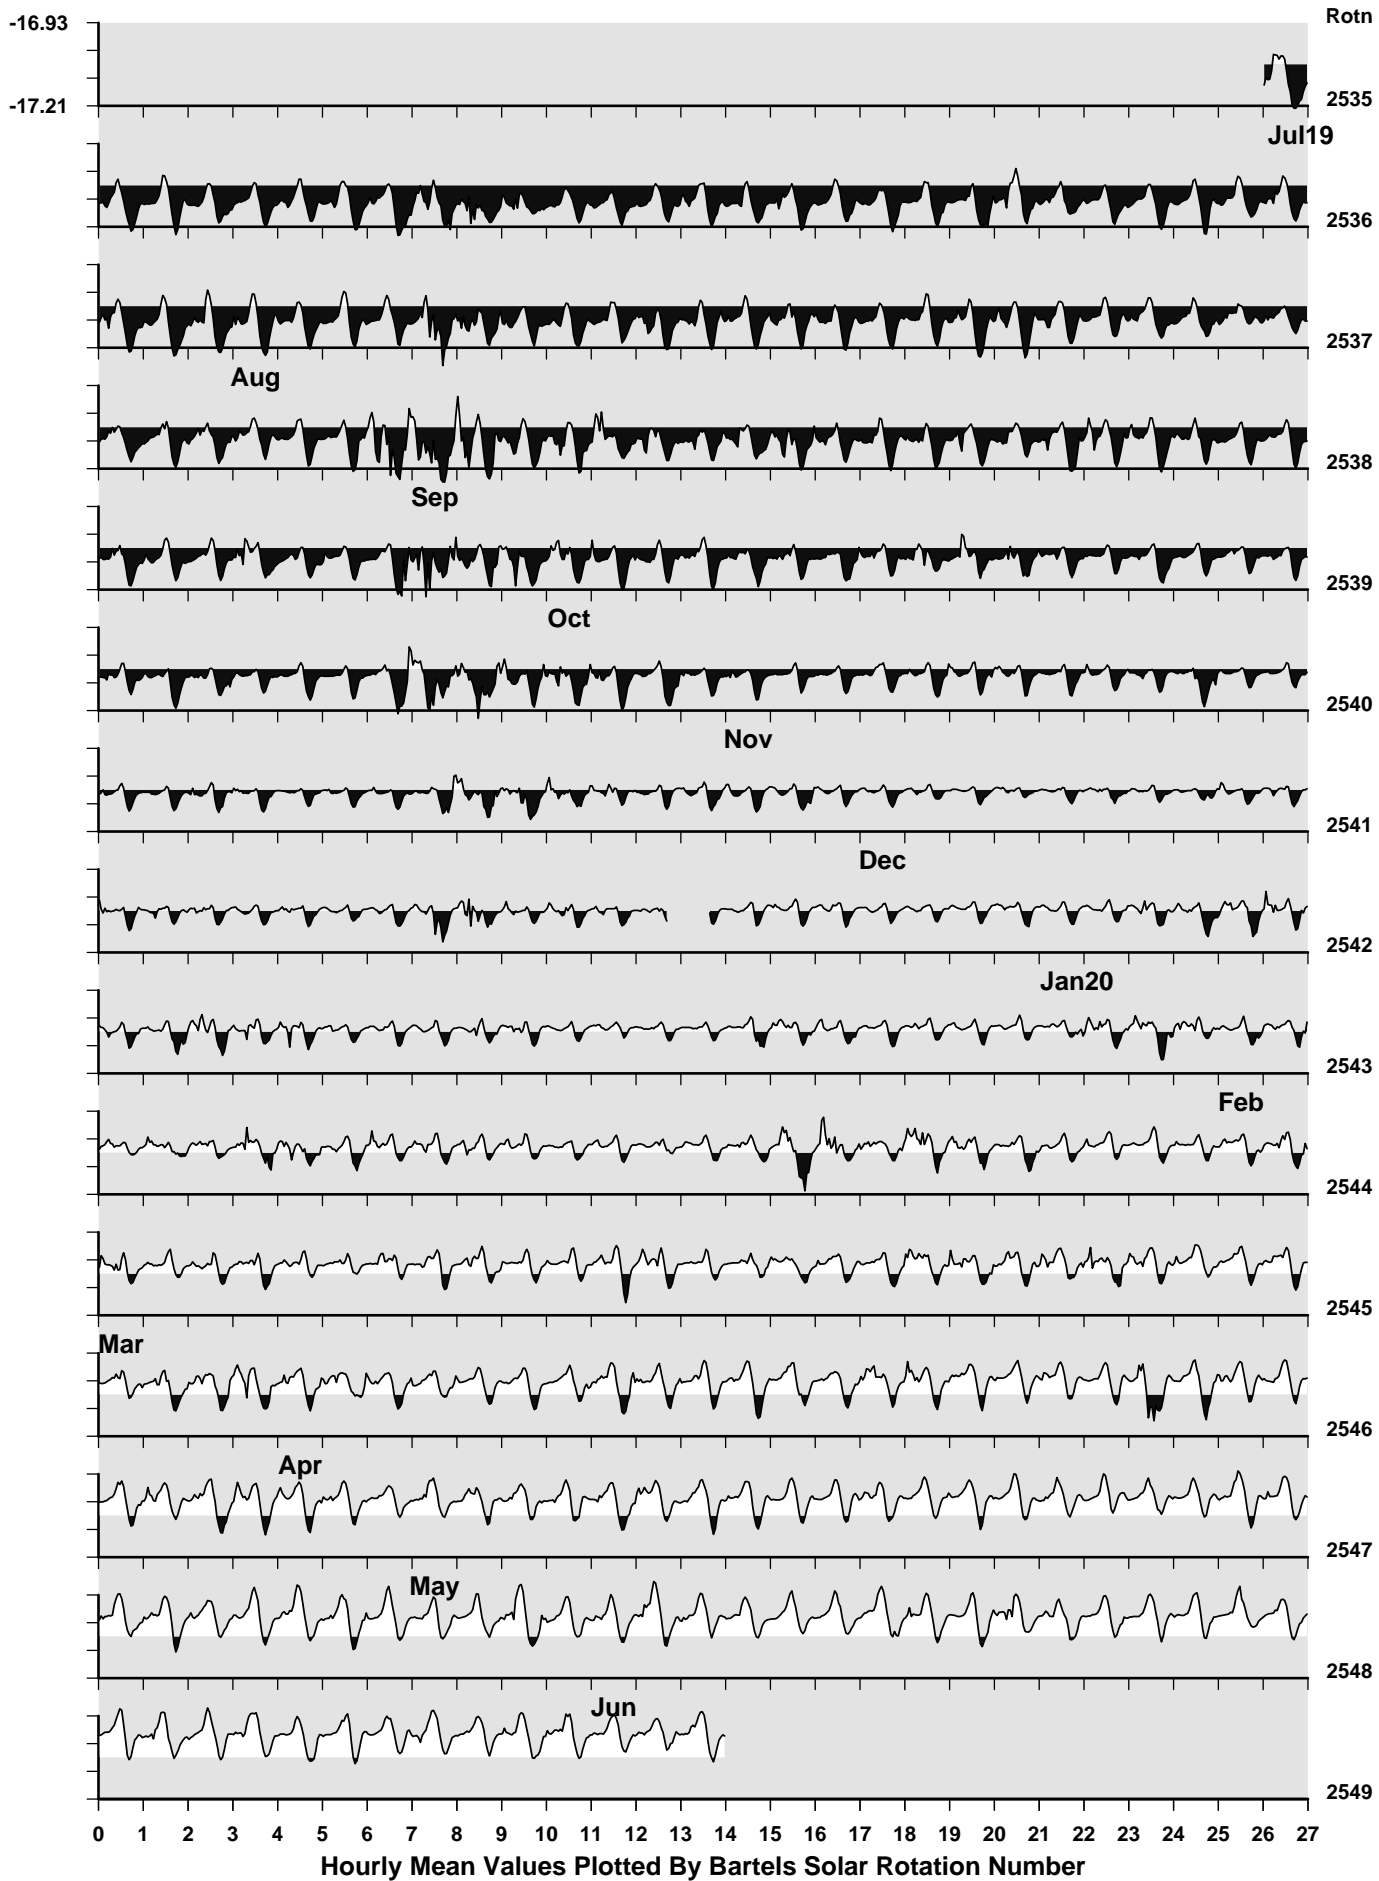 -16.93 Rotn
-17.21 2535
Jul19
2536
2537
Aug
2538
Sep
2539
Oct
2540
Nov
2541
Dec
2542
Jan20
2543
Feb
2544
2545
Mar
2546
Apr
2547
May
2548
Jun
2549
0 1 2 3 4 5 6 7 8 9 10 11 12 13 14 15 16 17 18 19 20 21 22 23 24 25 26 27
Hourly Mean Values Plotted By Bartels Solar Rotation Number